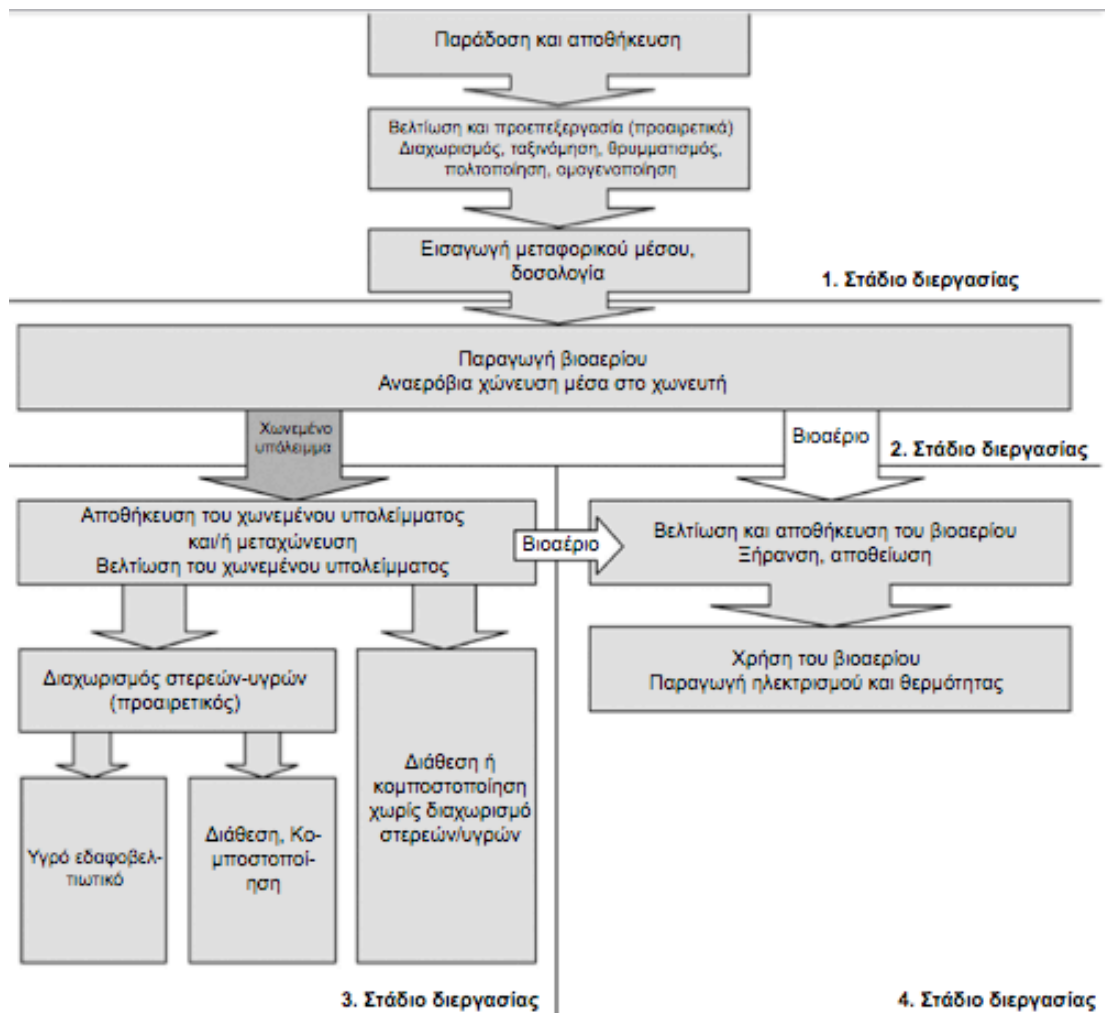 Παράδοση και αποθήκευση
Βελτίωση και προεπεξεργασία (προαιρετικά)
Διαχωρισμός, ταξινόμηση, θρυμματισμός,
πολτοποίηση, ομογενοποίηση
Εισαγωγή μεταφορικού μέσου,
δοσολογία
1. Στάδιο διεργασίας
Παραγωγή βιοαερίου
Αναερόβια χώνευση μέσα στο χωνευτή
Χωνεμένο
υπόλειμμα
Βιοαέριο
2. Στάδιο διεργασίας
Αποθήκευση του χωνεμένου υπολείμματος
και/ή μεταχώνευση
Βελτίωση του χωνεμένου υπολείμματος
Βιοαέριο
Βελτίωση και αποθήκευση του βιοαερίου
Ξήρανση, αποθείωση
Διαχωρισμός στερεών-υγρών
(προαιρετικός)
Χρήση του βιοαερίου
Παραγωγή ηλεκτρισμού και θερμότητας
Υγρό εδαφοβελ-
τιωτικό
Διάθεση, Κο-
μποστοποί-
ηση
Διάθεση ή
κομποστοποίηση
χωρίς διαχωρισμό
στερεών/υγρών
3. Στάδιο διεργασίας
4. Στάδιο διεργασίας